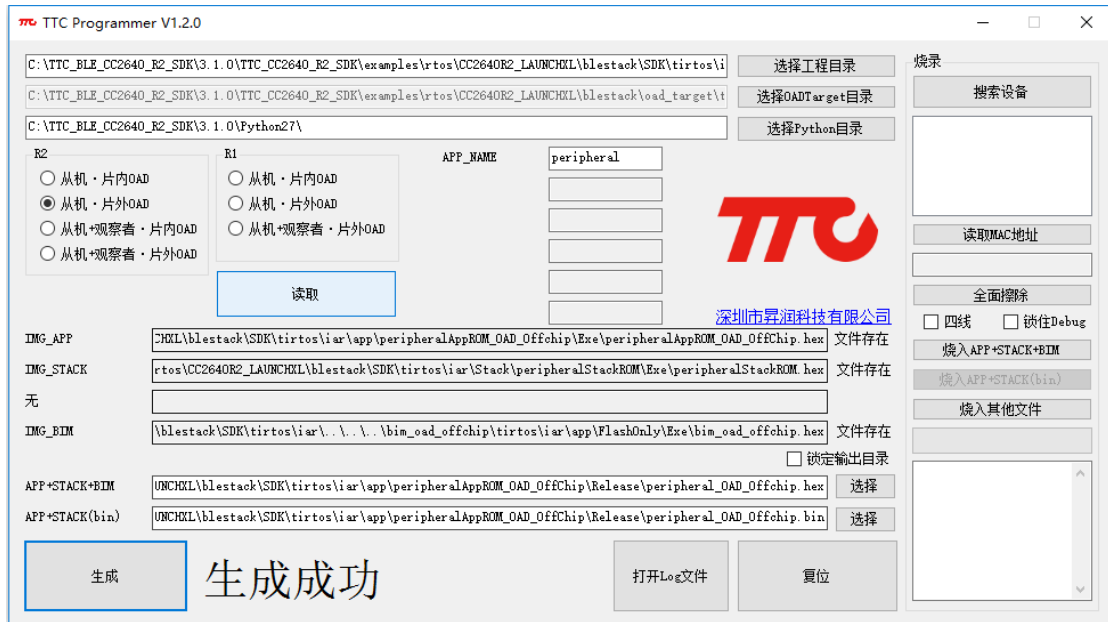 TTC Programmer V1.2.0
C:\TTC_BLE_CC2640_R2_SDK\3.1.0\TTC_CC2640_R2_SDK\examples\rtos\CC2640R2_LAUNCHXL\blestack\SDK\tirtos\i
选择工程目录
C:\TTC_BLE_CC2640_R2_SDK\3.1.0\TTC_CC2640_R2_SDK\examples\rtos\CC2640R2_LAUNCHXL\blestack\oad_target\t
选择OADTarget目录
C:\TTC_BLE_CC2640_R2_SDK\3.1.0\Python27\
选择Python目录
R2
从机·片内OAD
从机·片外OAD
从机+观察者·片内OAD
从机+观察者·片外OAD
R1
从机·片内OAD
从机·片外OAD
从机+观察者·片外OAD
APP_NAME
peripheral
读取
TTC
深圳市昇润科技有限公司
IMG_APP
CHXL\blestack\SDK\tirtos\iar\app\peripheralAppROM_OAD_OffChip\Exe\peripheralAppROM_OAD_OffChip.hex
文件存在
IMG_STACK
rtos\CC2640R2_LAUNCHXL\blestack\SDK\tirtos\iar\Stack\peripheralStackROM\Exe\peripheralStackROM.hex
文件存在
无
IMG_BIM
\blestack\SDK\tirtos\iar\..\..\..\bim_oad_offchip\tirtos\iar\app\FlashOnly\Exe\bim_oad_offchip.hex
文件存在
锁定输出目录
APP+STACK+BIM
UNCHXL\blestack\SDK\tirtos\iar\app\peripheralAppROM_OAD_OffChip\Release\peripheral_OAD_Offchip.hex
选择
APP+STACK(bin)
UNCHXL\blestack\SDK\tirtos\iar\app\peripheralAppROM_OAD_OffChip\Release\peripheral_OAD_Offchip.bin
选择
生成
生成成功
打开Log文件
复位
烧录
搜索设备
读取MAC地址
全面擦除
四线
锁住Debug
烧入APP+STACK+BIM
烧入APP+STACK(bin)
烧入其他文件